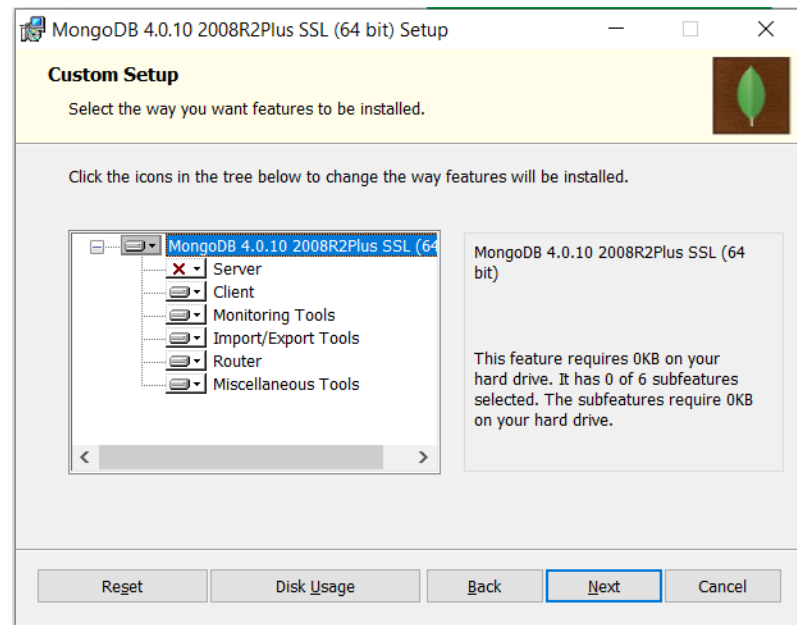 MongoDB 4.0.10 2008R2Plus SSL (64 bit) Setup
Custom Setup
Select the way you want features to be installed.
Click the icons in the tree below to change the way features will be installed.
MongoDB 4.0.10 2008R2Plus SSL (64
Server
Client
Monitoring Tools
Import/Export Tools
Router
Miscellaneous Tools
MongoDB 4.0.10 2008R2Plus SSL (64
bit)
This feature requires 0KB on your
hard drive. It has 0 of 6 subfeatures
selected. The subfeatures require 0KB
on your hard drive.
Reset
Disk Usage
Back
Next
Cancel